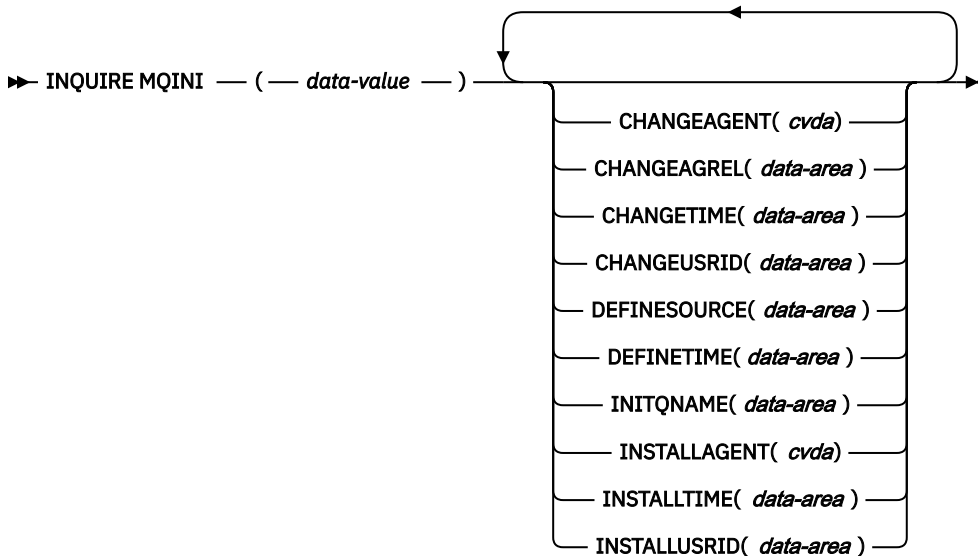 INQUIRE MQINI ( data-value )
CHANGEAGENT( cvda)
CHANGEAGREL( data-area )
CHANGETIME( data-area )
CHANGEUSRID( data-area )
DEFINESOURCE( data-area )
DEFINETIME( data-area )
INITQNAME( data-area )
INSTALLAGENT( cvda)
INSTALLTIME( data-area )
INSTALLUSRID( data-area )